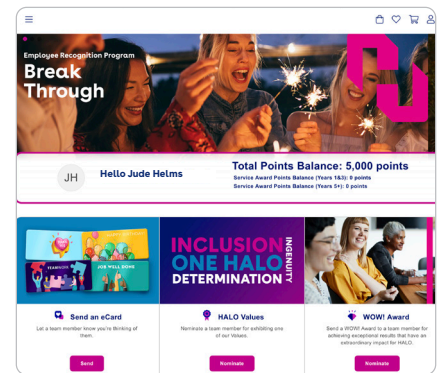 Employee Recognition Program
Break
Through
JH
Hello Jude Helms
Total Points Balance: 5,000 points
Service Award Points Balance (Years 1&3): 0 points
Service Award Points Balance (Years 5+): 0 points
TEAMWORK
JOB WELL DONE
INCLUSION
ONE HALO
DETERMINATION
INGENUITY
Send an eCard
Let a team member know you're thinking of
them.
Send
HALO Values
Nominate a team member for exhibiting one
of our Values.
Nominate
WOW! Award
Send a WOW! Award to a team member for
achieving exceptional results that have an
extraordinary impact for HALO.
Nominate